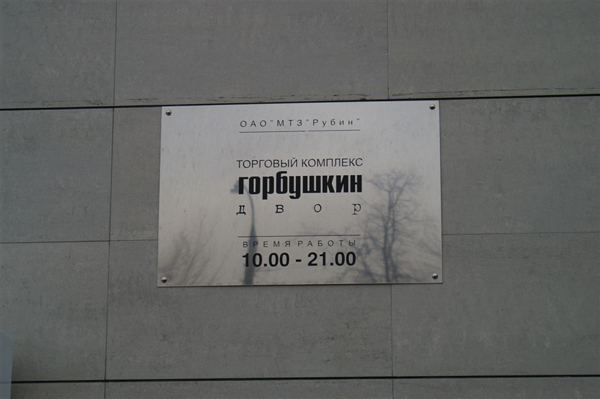 ОАО "МТЗ "Рубин"
ТОРГОВЫЙ КОМПЛЕКС
горбушкин
двор
ВРЕМЯ РАБОТЫ
10.00 - 21.00